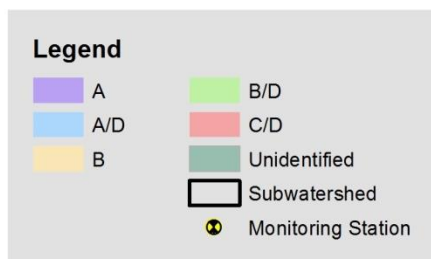 Legend
A
A/D
B
B/D
C/D
Unidentified
Subwatershed
Monitoring Station